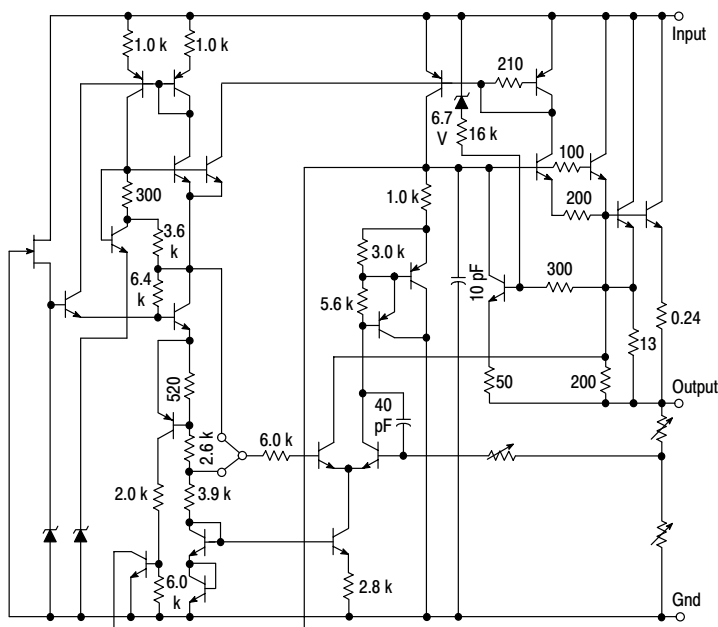 Input
1.0 k
1.0 k
210
6.7
V
16 k
100
300
1.0 k
200
3.6
k
3.0 k
300
6.4
k
5.6 k
10 pF
0.24
13
520
50
200
Output
40
pF
2.6 k
6.0 k
2.0 k
3.9 k
6.0
k
2.8 k
Gnd